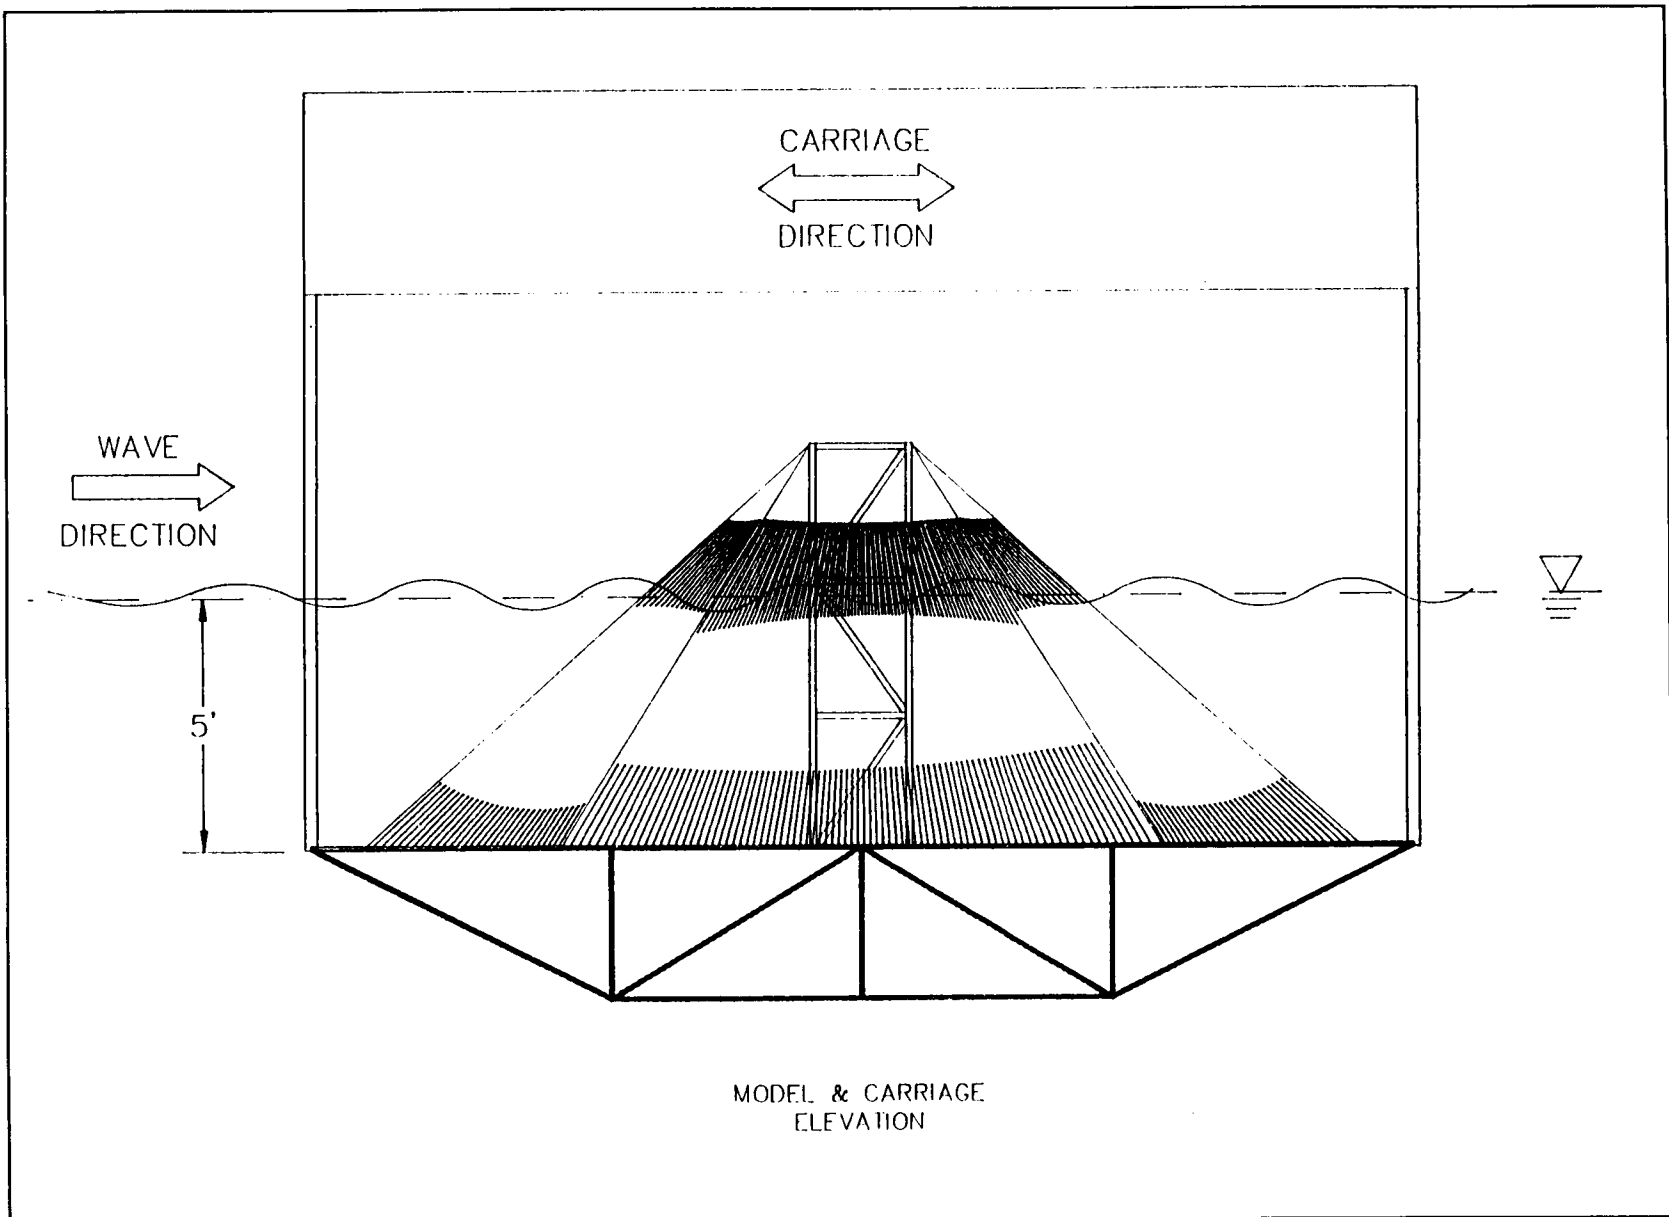 CARRIAGE
DIRECTION
WAVE
DIRECTION
5'
MODEL & CARRIAGE
ELEVATION